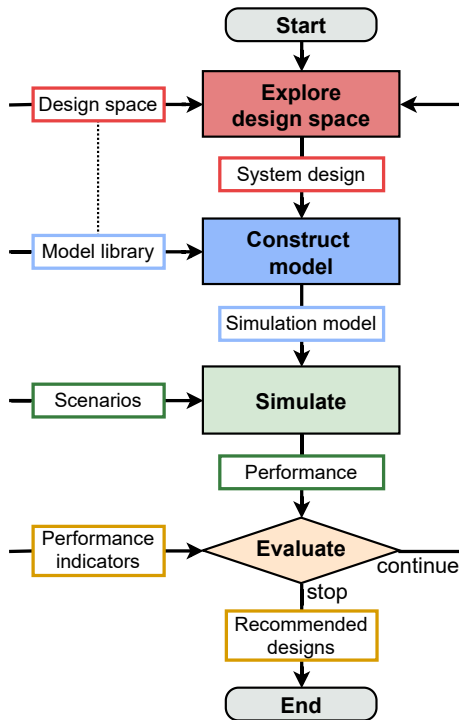 Start
Design space
Explore
design space
System design
Model library
Construct
model
Simulation model
Scenarios
Simulate
Performance
Performance
indicators
Evaluate
continue
stop
Recommended
designs
End